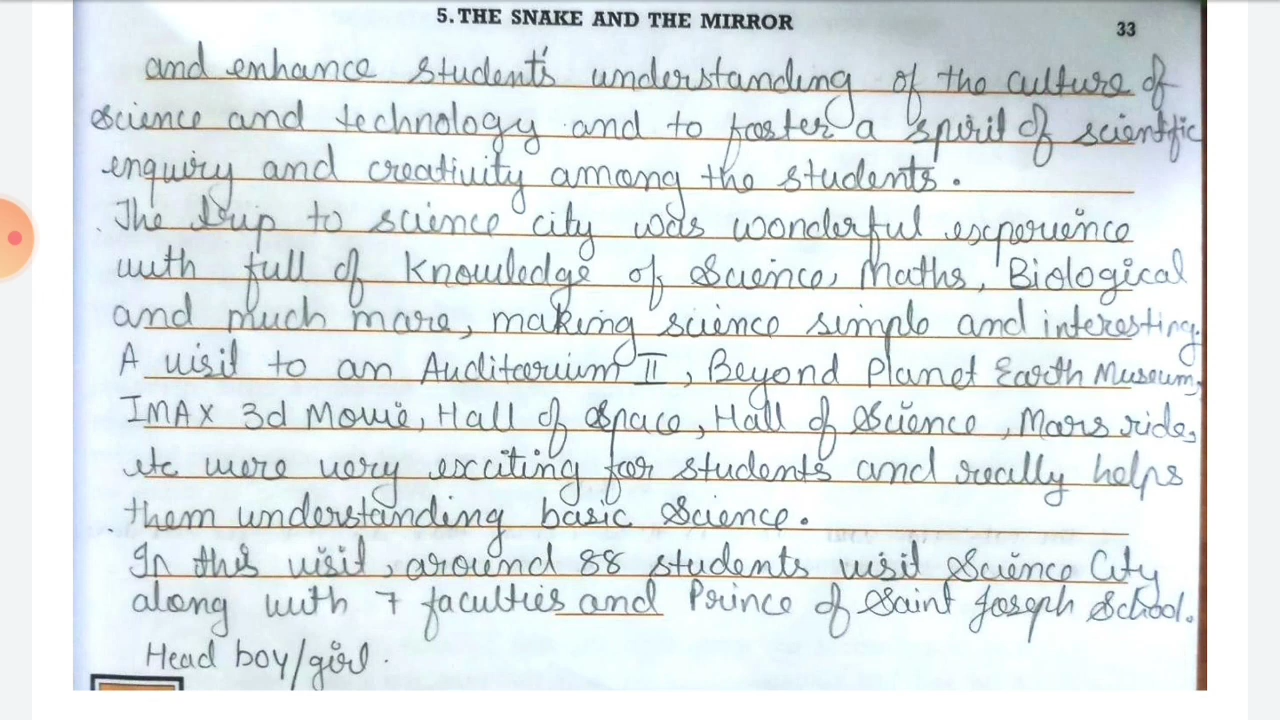 5. THE SNAKE AND THE MIRROR 33
and enhance student's understanding of the culture of
science and technology and to foster a spirit of scientific
enquiry and creativity among the students.
The trip to science city was wonderful experience
with full of knowledge of science, Maths, Biological
and much more, making science simple and interesting.
A visit to an Auditorium II, Beyond Planet Earth Museum,
IMAX 3d Movie, Hall of space, Hall of Science, Mars ride,
etc were very exciting for students and really helps
them understanding basic science.
In this visit, around 88 students visit Science City
along with 7 faculties and Prince of Saint Joseph School.
Head boy/girl.